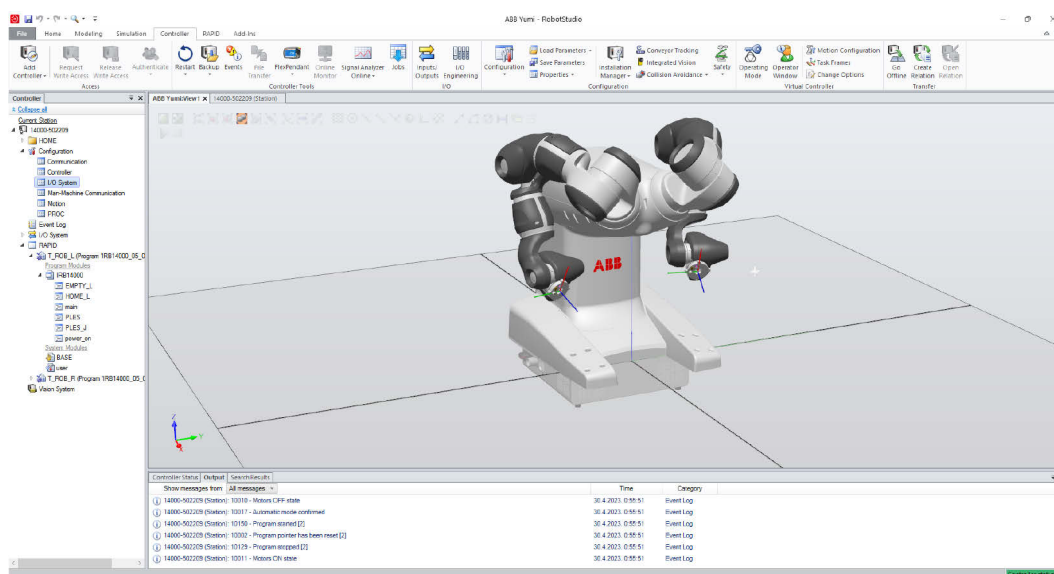 ABB Yumi - RobotStudio
File Home Modeling Simulation Controller RAPID Add-Ins
Add Controller Request Write Access Release Write Access Authenticate Restart Backup Events File Transfer FlexPendant Online Monitor Signal Analyzer Online Jobs Inputs/ Outputs I/O Engineering Configuration Load Parameters Save Parameters Properties Installation Manager Conveyor Tracking Integrated Vision Collision Avoidance Safety Operating Mode Operator Window Motion Configuration Task Frames Change Options Go Offline Create Relation Open Relation
Access Controller Tools I/O Configuration Virtual Controller Transfer
Controller
ABB Yumi:View1 14000-502209 (Station)
Collapse all
Current Station
14000-502209
HOME
Configuration
Communication
Controller
I/O System
Man-Machine Communication
Motion
PROC
Event Log
I/O System
RAPID
T_ROB_L (Program 'IRB14000_05_0
Program Modules
IRB14000
EMPTY_L
HOME_L
main
PLES
PLES_J
power_on
System Modules
BASE
user
T_ROB_R (Program 'IRB14000_05_0
Vision System
ABB
Z
Y
X
Controller Status Output Search Results
Show messages from: All messages Time Category
14000-502209 (Station): 10010 - Motors OFF state 30.4.2023. 0:55:51 Event Log
14000-502209 (Station): 10017 - Automatic mode confirmed 30.4.2023. 0:55:51 Event Log
14000-502209 (Station): 10150 - Program started [2] 30.4.2023. 0:55:51 Event Log
14000-502209 (Station): 10002 - Program pointer has been reset [2] 30.4.2023. 0:55:51 Event Log
14000-502209 (Station): 10129 - Program stopped [2] 30.4.2023. 0:55:51 Event Log
14000-502209 (Station): 10011 - Motors ON state 30.4.2023. 0:55:51 Event Log